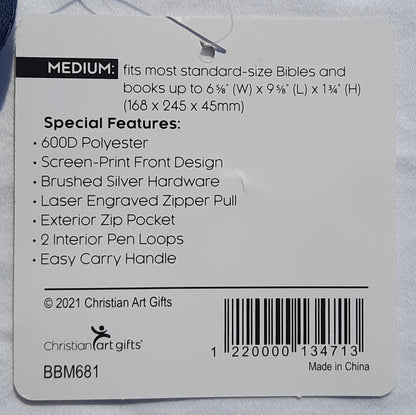 MEDIUM: fits most standard-size Bibles and
books up to 6⅝" (W) x 9⅝" (L) x 1¾" (H)
(168 x 245 x 45mm)
Special Features:
• 600D Polyester
• Screen-Print Front Design
• Brushed Silver Hardware
• Laser Engraved Zipper Pull
• Exterior Zip Pocket
• 2 Interior Pen Loops
• Easy Carry Handle
© 2021 Christian Art Gifts
Christian art gifts®
BBM681
1 220000 134713
Made in China